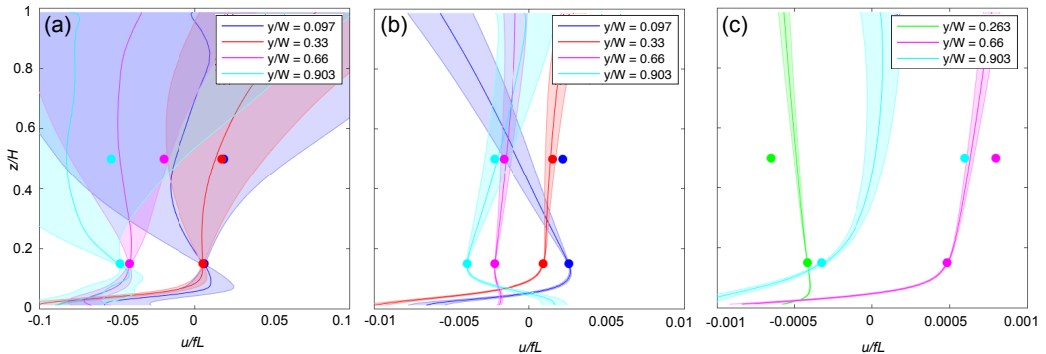 (a)
y/W = 0.097
y/W = 0.33
y/W = 0.66
y/W = 0.903
z/H
1
0.8
0.6
0.4
0.2
0
-0.1
-0.05
0
0.05
0.1
u/fL
(b)
y/W = 0.097
y/W = 0.33
y/W = 0.66
y/W = 0.903
-0.01
-0.005
0
0.005
0.01
u/fL
(c)
y/W = 0.263
y/W = 0.66
y/W = 0.903
-0.001
-0.0005
0
0.0005
0.001
u/fL